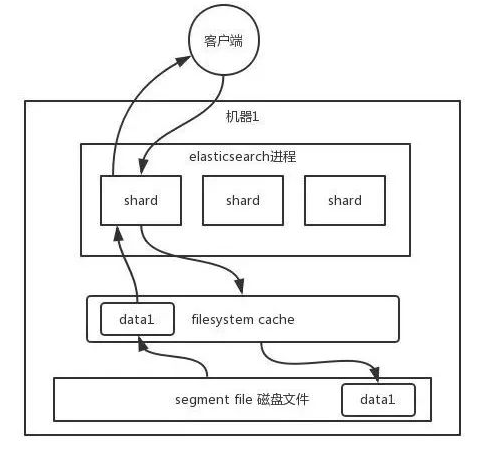 客户端
机器1
elasticsearch进程
shard
shard
shard
data1
filesystem cache
segment file 磁盘文件
data1